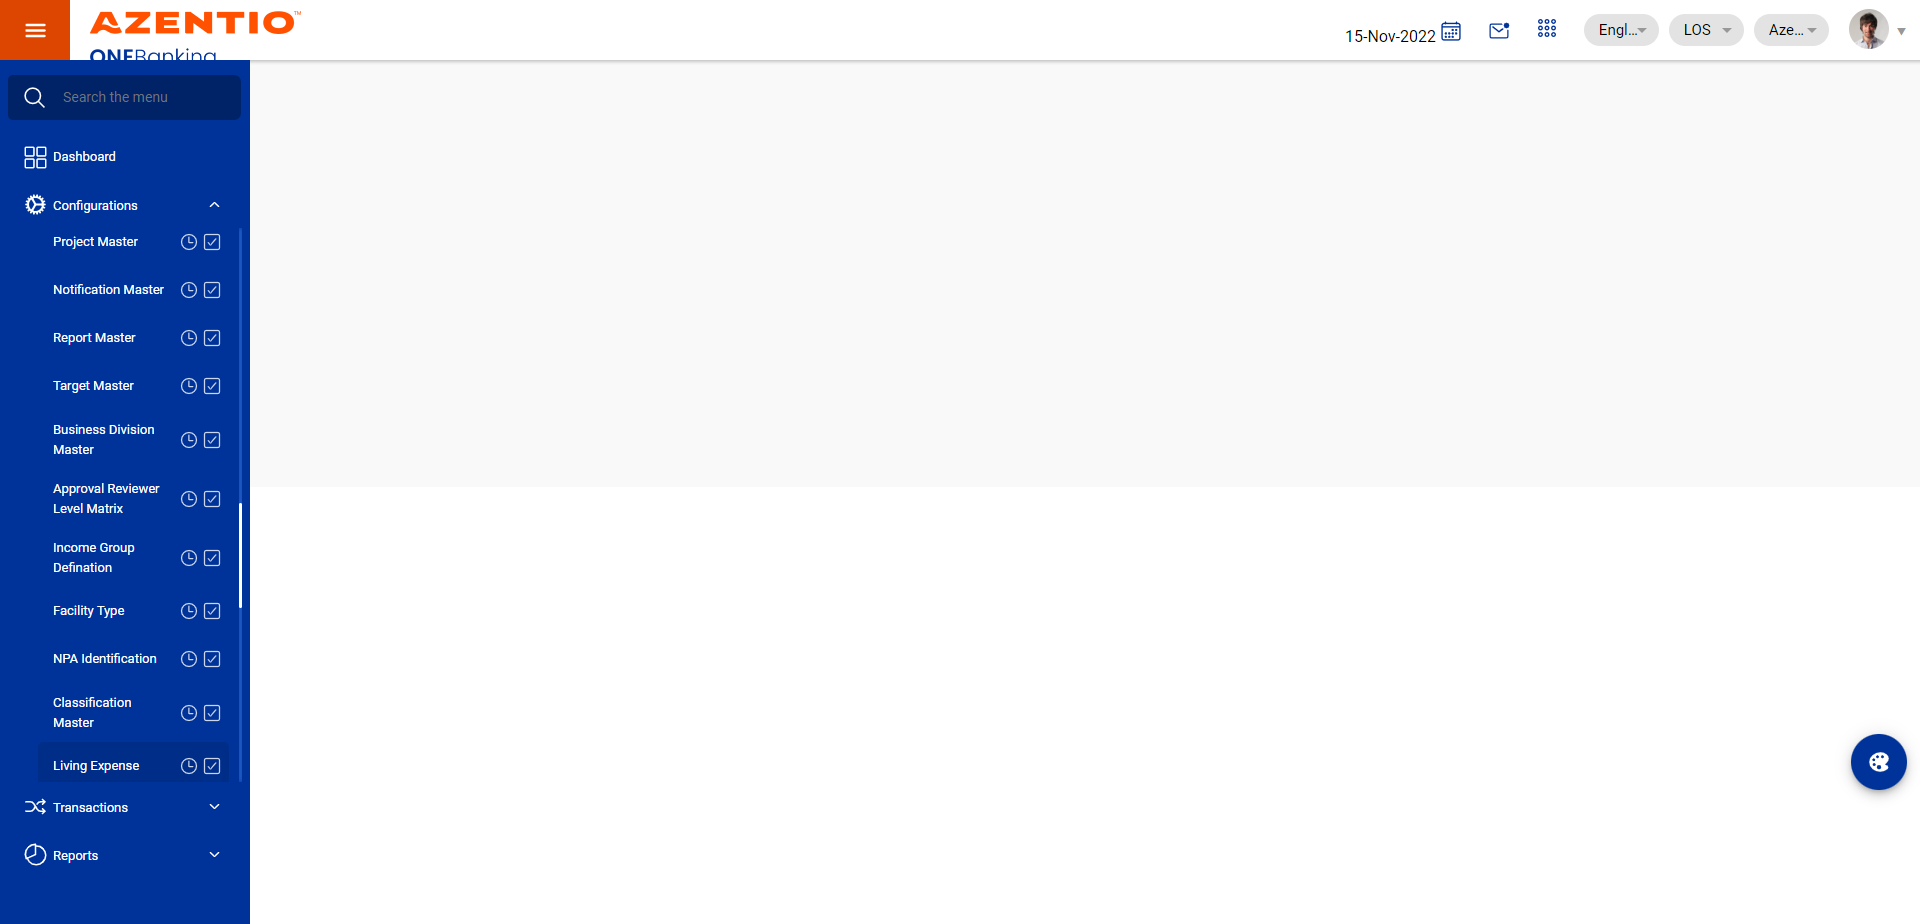 AZENTIO™
ONEBanking
15-Nov-2022
Engl...
LOS
Aze...
Search the menu
Dashboard
Configurations
Project Master
Notification Master
Report Master
Target Master
Business Division
Master
Approval Reviewer
Level Matrix
Income Group
Defination
Facility Type
NPA Identification
Classification
Master
Living Expense
Transactions
Reports